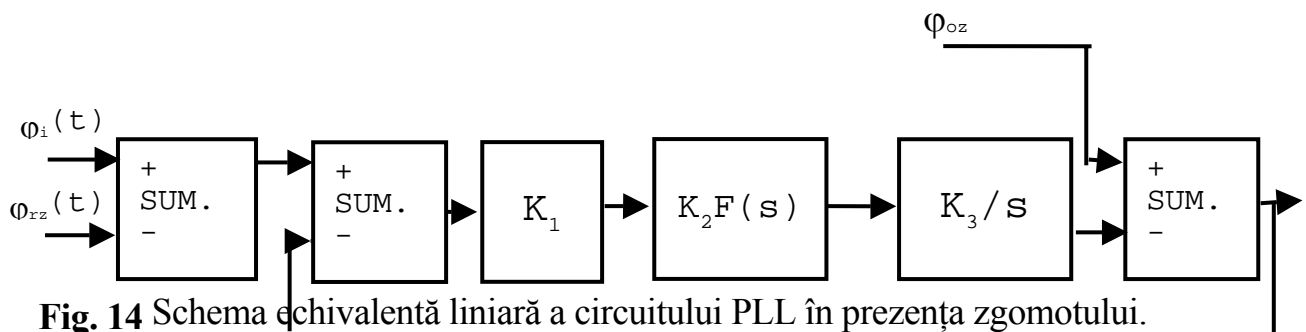 φoz
φi(t)
φrz(t)
+
SUM.
−
+
SUM.
−
K1
K2F(s)
K3/s
+
SUM.
−
Fig. 14 Schema echivalentă liniară a circuitului PLL în prezența zgomotului.